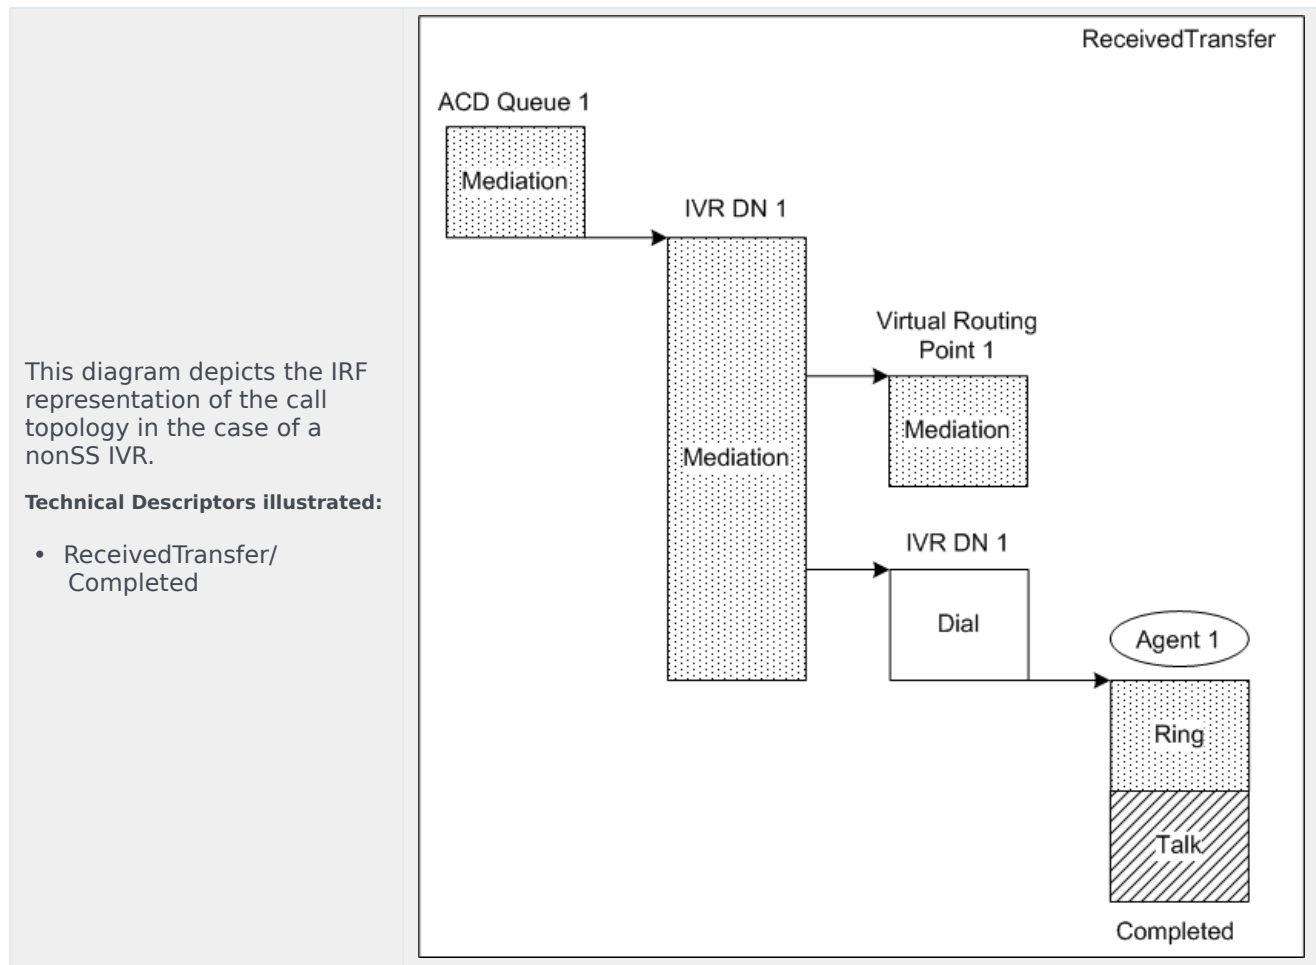 This diagram depicts the IRF
representation of the call
topology in the case of a
nonSS IVR.
Technical Descriptors illustrated:
• ReceivedTransfer/
Completed
ReceivedTransfer
ACD Queue 1
Mediation
IVR DN 1
Mediation
Virtual Routing
Point 1
Mediation
IVR DN 1
Dial
Agent 1
Ring
Talk
Completed